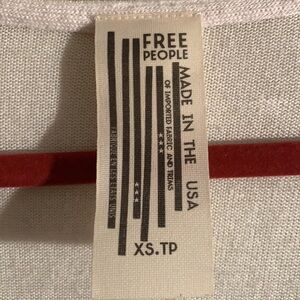 FREE
PEOPLE
MADE IN THE USA
OF IMPORTED FABRIC AND TRIMS
XS.TP